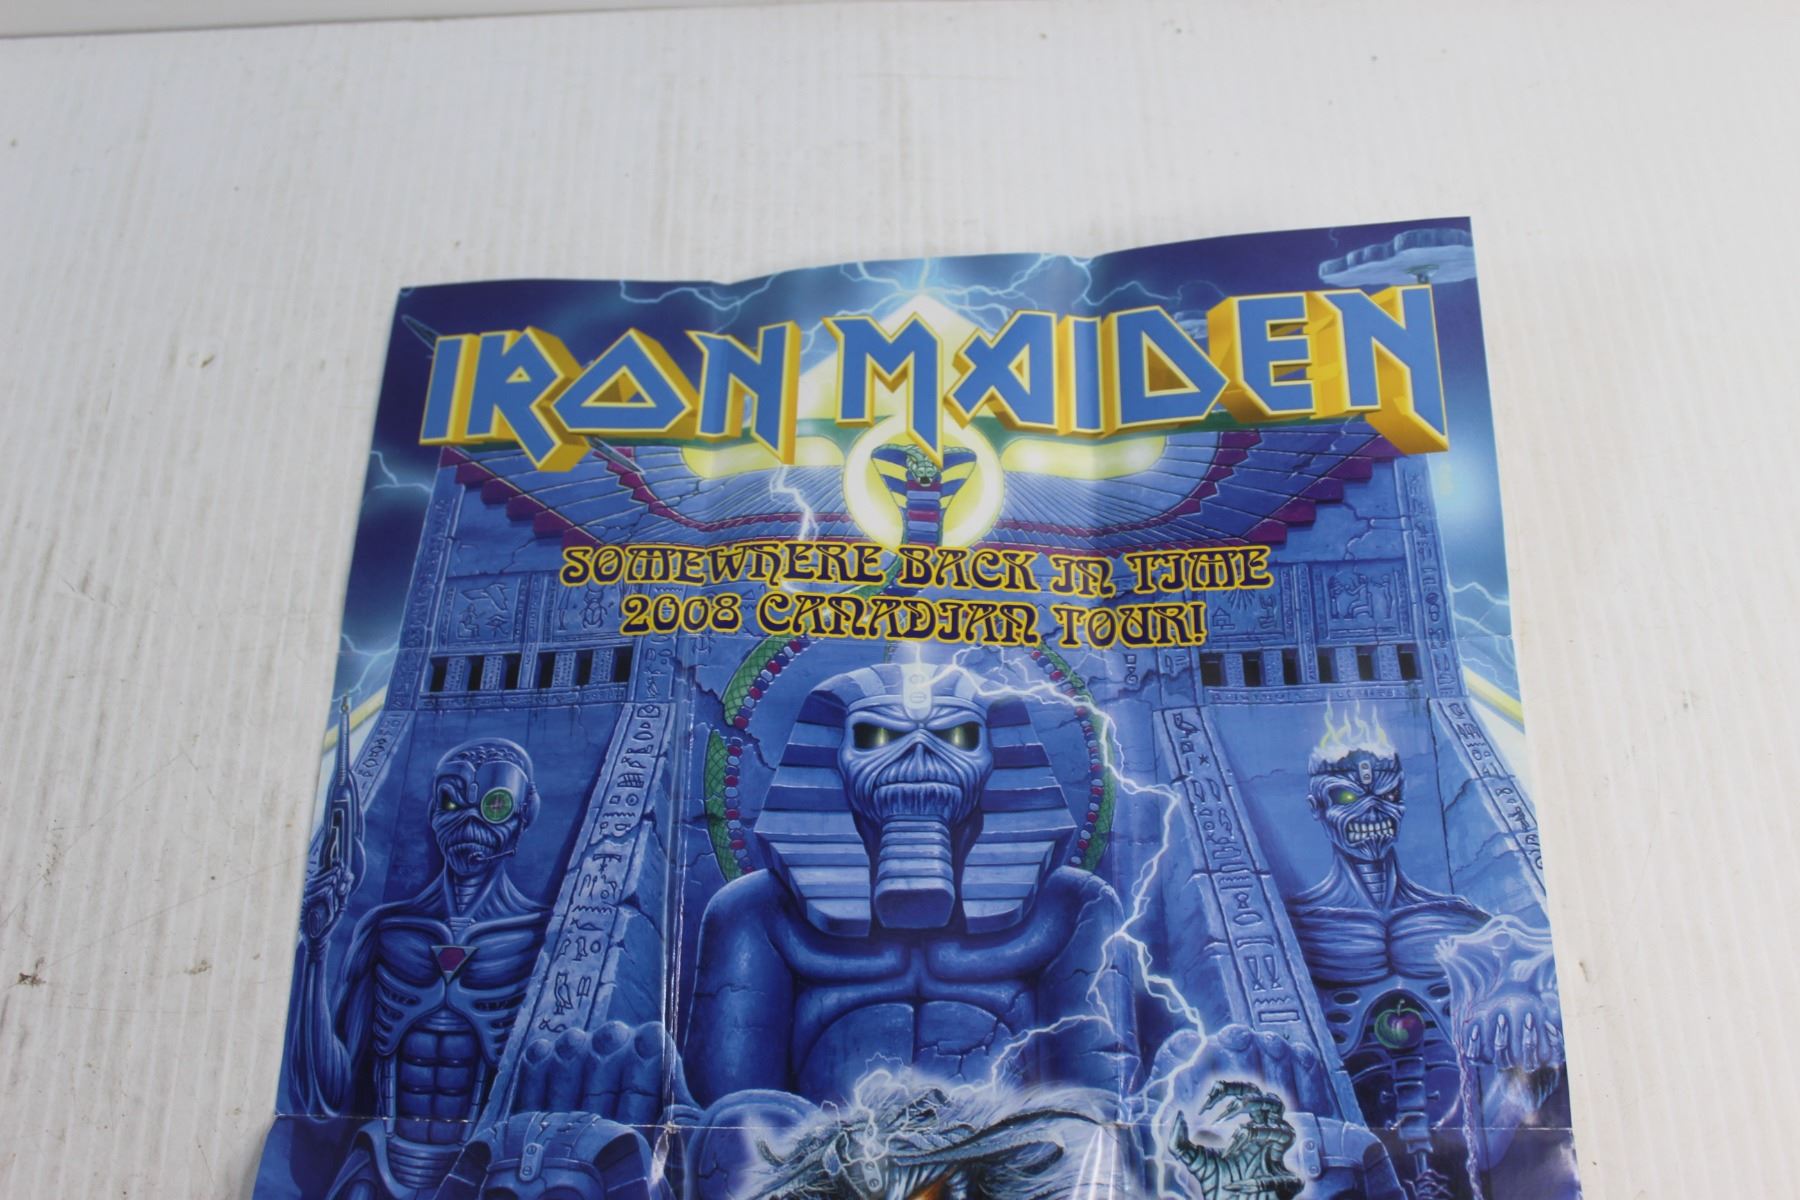 IRON MAIDEN
SOMEWHERE BACK IN TIME
2008 CANADIAN TOUR!